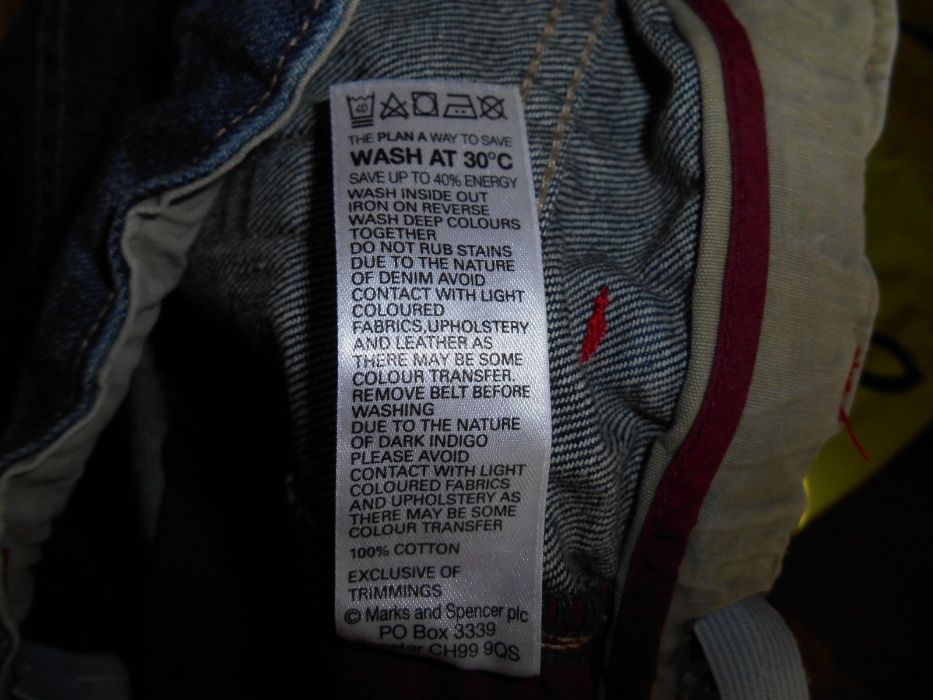 40
THE PLAN A WAY TO SAVE
WASH AT 30°C
SAVE UP TO 40% ENERGY
WASH INSIDE OUT
IRON ON REVERSE
WASH DEEP COLOURS
TOGETHER
DO NOT RUB STAINS
DUE TO THE NATURE
OF DENIM AVOID
CONTACT WITH LIGHT
COLOURED
FABRICS,UPHOLSTERY
AND LEATHER AS
THERE MAY BE SOME
COLOUR TRANSFER.
REMOVE BELT BEFORE
WASHING
DUE TO THE NATURE
OF DARK INDIGO
PLEASE AVOID
CONTACT WITH LIGHT
COLOURED FABRICS
AND UPHOLSTERY AS
THERE MAY BE SOME
COLOUR TRANSFER
100% COTTON
EXCLUSIVE OF
TRIMMINGS
© Marks and Spencer plc
PO Box 3339
CH99 9QS